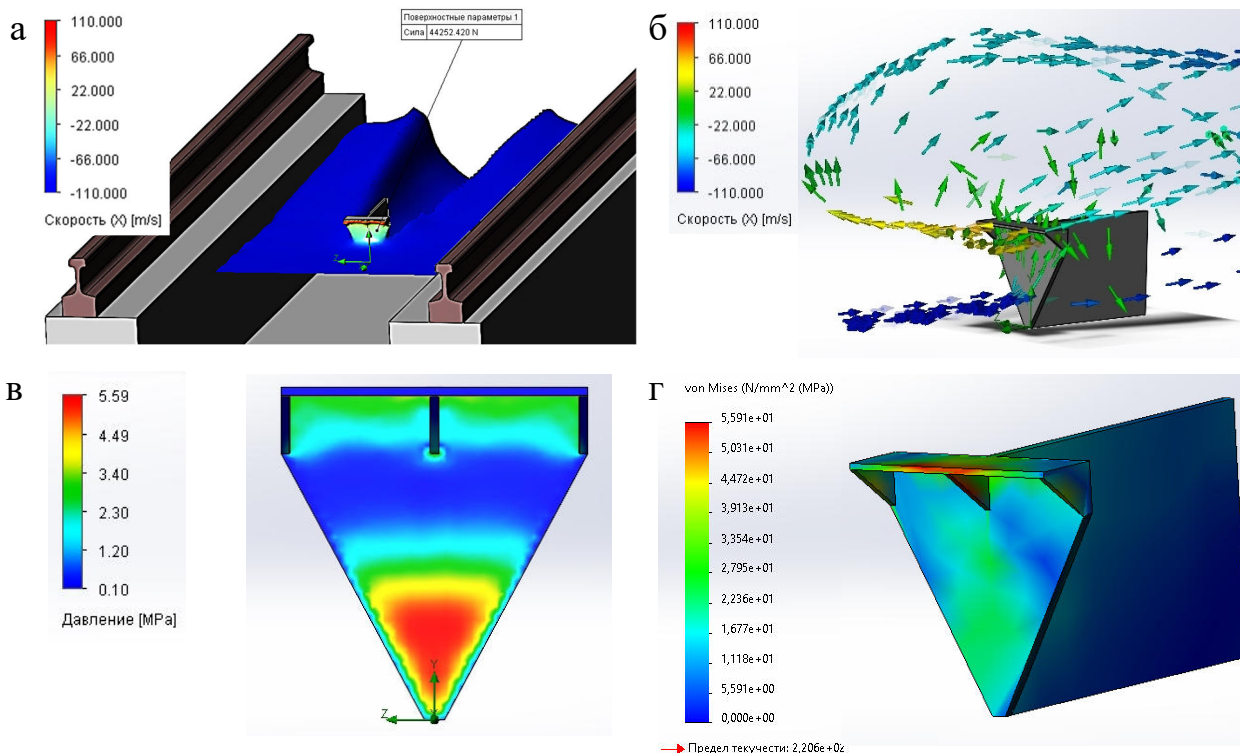 а
110.000
66.000
22.000
-22.000
-66.000
-110.000
Скорость (X) [m/s]
Поверхностные параметры 1
Сила 44252.420 N
Z
б
110.000
66.000
22.000
-22.000
-66.000
-110.000
Скорость (X) [m/s]
в
5.59
4.49
3.40
2.30
1.20
0.10
Давление [MPa]
Y
Z
г
von Mises (N/mm^2 (MPa))
5,591e+01
5,031e+01
4,472e+01
3,913e+01
3,354e+01
2,795e+01
2,236e+01
1,677e+01
1,118e+01
5,591e+00
0,000e+00
Предел текучести: 2,206e+02